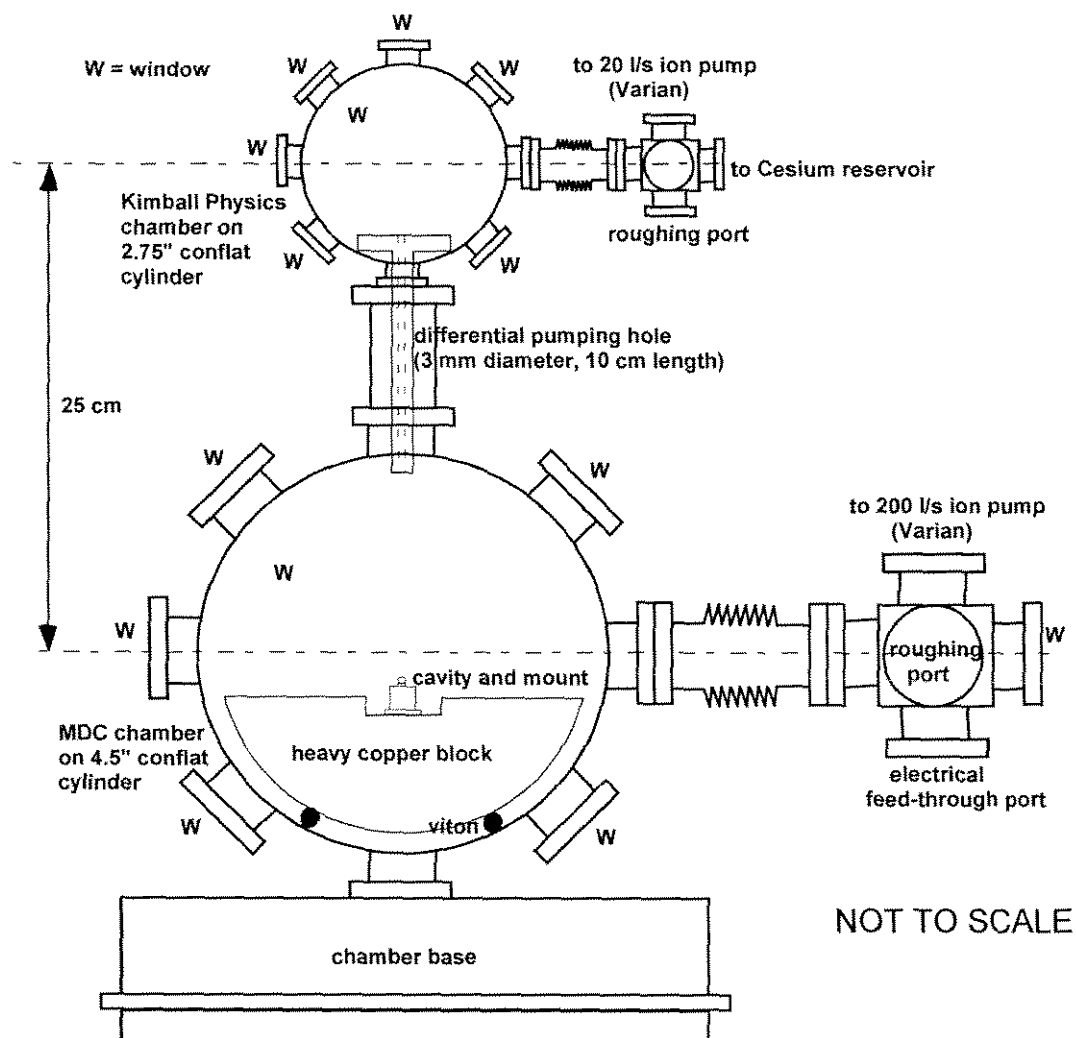 W
W = window
W
W
to 20 l/s ion pump
(Varian)
W
W
to Cesium reservoir
Kimball Physics
chamber on
2.75" conflat
cylinder
W
W
roughing port
differential pumping hole
(3 mm diameter, 10 cm length)
25 cm
W
W
to 200 l/s ion pump
(Varian)
W
W
W
roughing
port
cavity and mount
MDC chamber
on 4.5" conflat
cylinder
heavy copper block
electrical
feed-through port
W
viton
W
NOT TO SCALE
chamber base